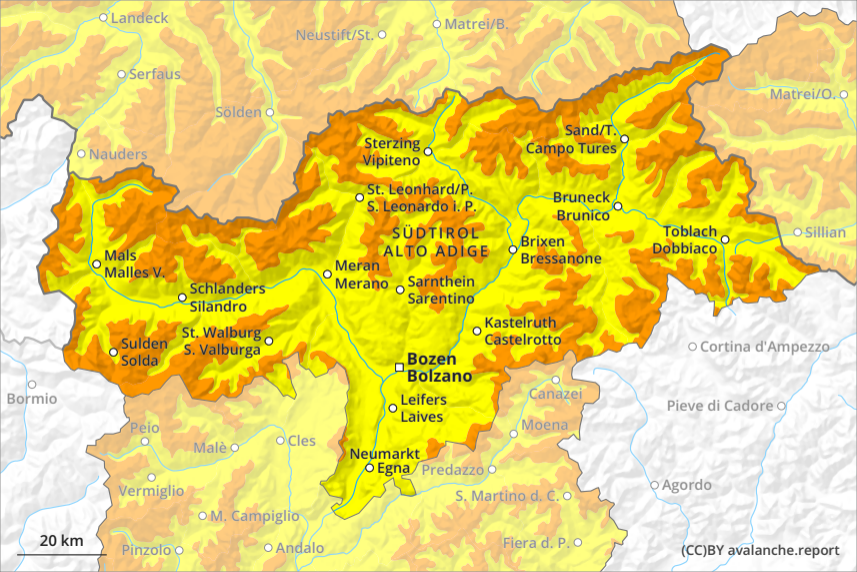 Landeck
Matrei/B.
Neustift/St.
Serfaus
Matrei/O.
Sölden
Sand/T.
Campo Tures
Sterzing
Vipiteno
Nauders
St. Leonhard/P.
S. Leonardo i. P.
Bruneck
Brunico
SÜDTIROL
ALTO ADIGE
Toblach
Dobbiaco
Sillian
Brixen
Bressanone
Mals
Malles V.
Meran
Merano
Sarnthein
Sarentino
Schlanders
Silandro
Kastelruth
Castelrotto
St. Walburg
S. Valburga
Sulden
Solda
Cortina d'Ampezzo
Bozen
Bolzano
Bormio
Canazei
Leifers
Laives
Pieve di Cadore
Peio
Moena
Cles
Malè
Neumarkt
Egna
Predazzo
Vermiglio
Agordo
S. Martino d. C.
M. Campiglio
20 km
Pinzolo
Andalo
Fiera d. P.
(CC)BY avalanche.report